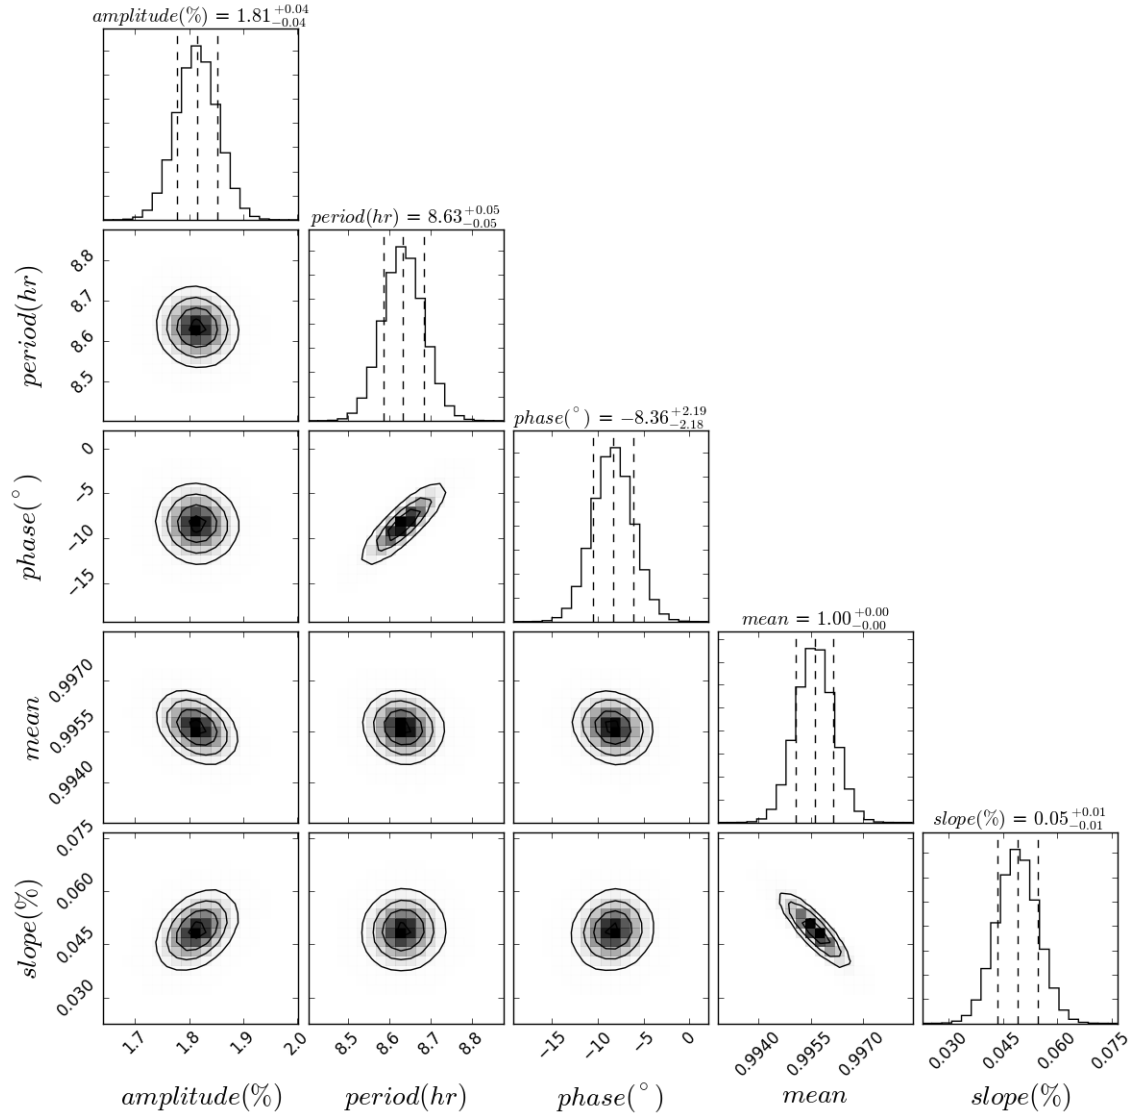 amplitude(%) = 1.81 +0.04 −0.04
period(hr) = 8.63 +0.05 −0.05
period(hr)
8.8
8.7
8.6
8.5
phase(°) = −8.36 +2.19 −2.18
phase(°)
0
−5
−10
−15
mean = 1.00 +0.00 −0.00
mean
0.9970
0.9955
0.9940
slope(%) = 0.05 +0.01 −0.01
slope(%)
0.075
0.060
0.045
0.030
1.7 1.8 1.9 2.0 8.5 8.6 8.7 8.8 −15 −10 −5 0 0.9940 0.9955 0.9970 0.030 0.045 0.060 0.075
amplitude(%) period(hr) phase(°) mean slope(%)